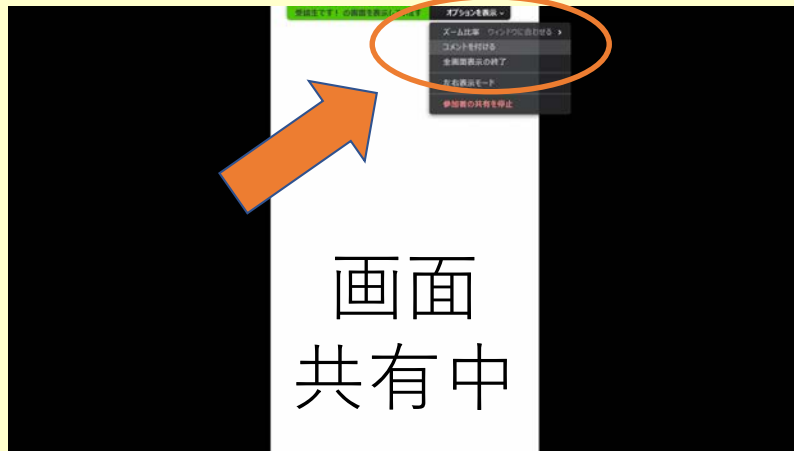 受講生です！ の画面を表示しています
オプションを表示
ズーム比率 ウィンドウに合わせる
コメントを付ける
全画面表示の終了
左右表示モード
参加者の共有を停止
画面
共有中